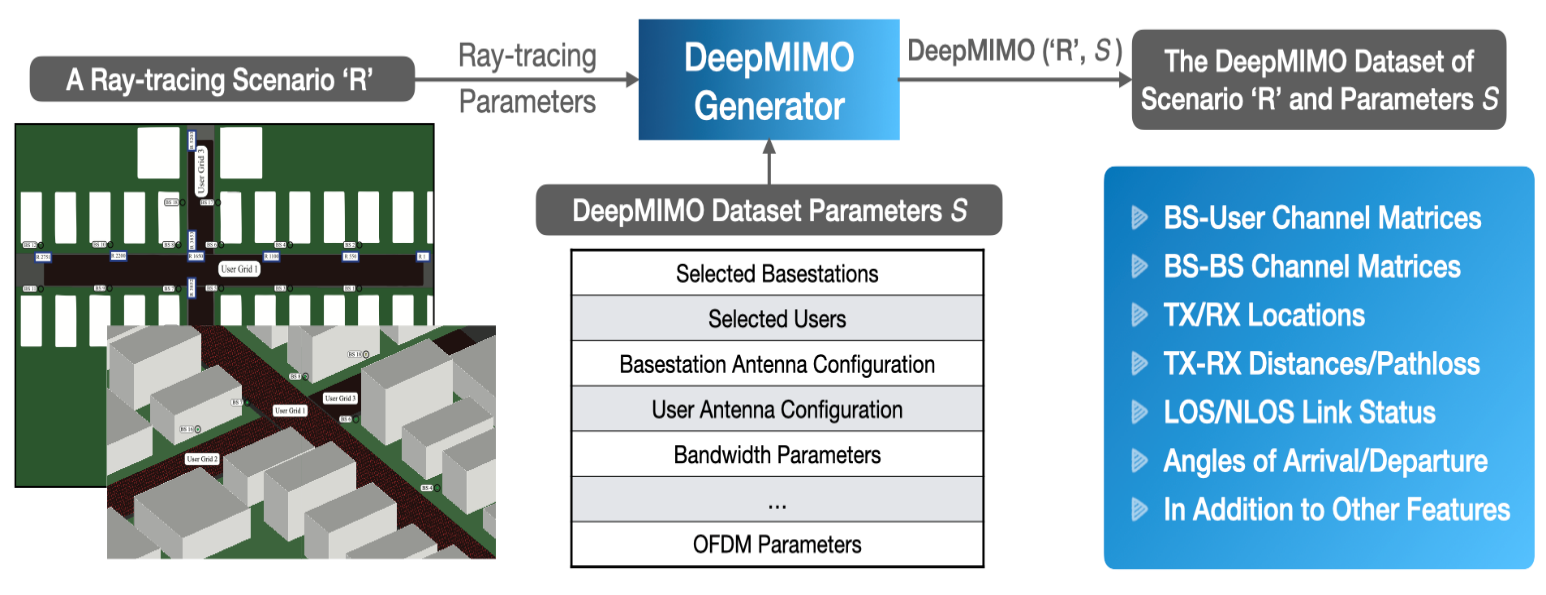 A Ray-tracing Scenario ‘R’
Ray-tracing
Parameters
DeepMIMO
Generator
DeepMIMO (‘R’, S )
The DeepMIMO Dataset of
Scenario ‘R’ and Parameters S
DeepMIMO Dataset Parameters S
Selected Basestations
Selected Users
Basestation Antenna Configuration
User Antenna Configuration
Bandwidth Parameters
...
OFDM Parameters
BS-User Channel Matrices
BS-BS Channel Matrices
TX/RX Locations
TX-RX Distances/Pathloss
LOS/NLOS Link Status
Angles of Arrival/Departure
In Addition to Other Features
User Grid 3
User Grid 1
User Grid 1
User Grid 3
User Grid 2